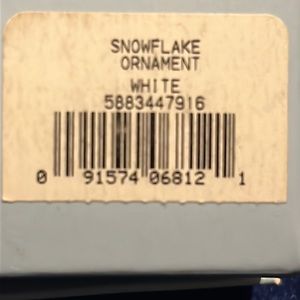 SNOWFLAKE
ORNAMENT
WHITE
5883447916
0 91574 06812 1